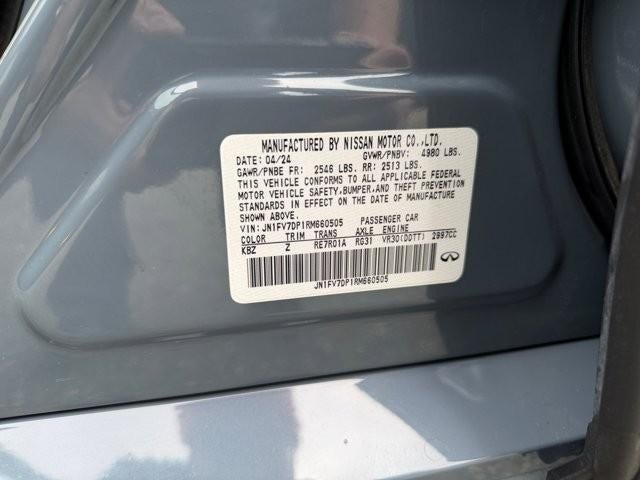 MANUFACTURED BY NISSAN MOTOR CO.,LTD.
DATE: 04/24 GVWR/PNBV: 4980 LBS.
GAWR/PNBE FR: 2546 LBS. RR: 2513 LBS.
THIS VEHICLE CONFORMS TO ALL APPLICABLE FEDERAL
MOTOR VEHICLE SAFETY, BUMPER, AND THEFT PREVENTION
STANDARDS IN EFFECT ON THE DATE OF MANUFACTURE
SHOWN ABOVE.
VIN: JN1FV7DP1RM660505 PASSENGER CAR
COLOR TRIM TRANS AXLE ENGINE
KBZ Z RE7R01A RG31 VR30(DDTT) 2997CC
JN1FV7DP1RM660505